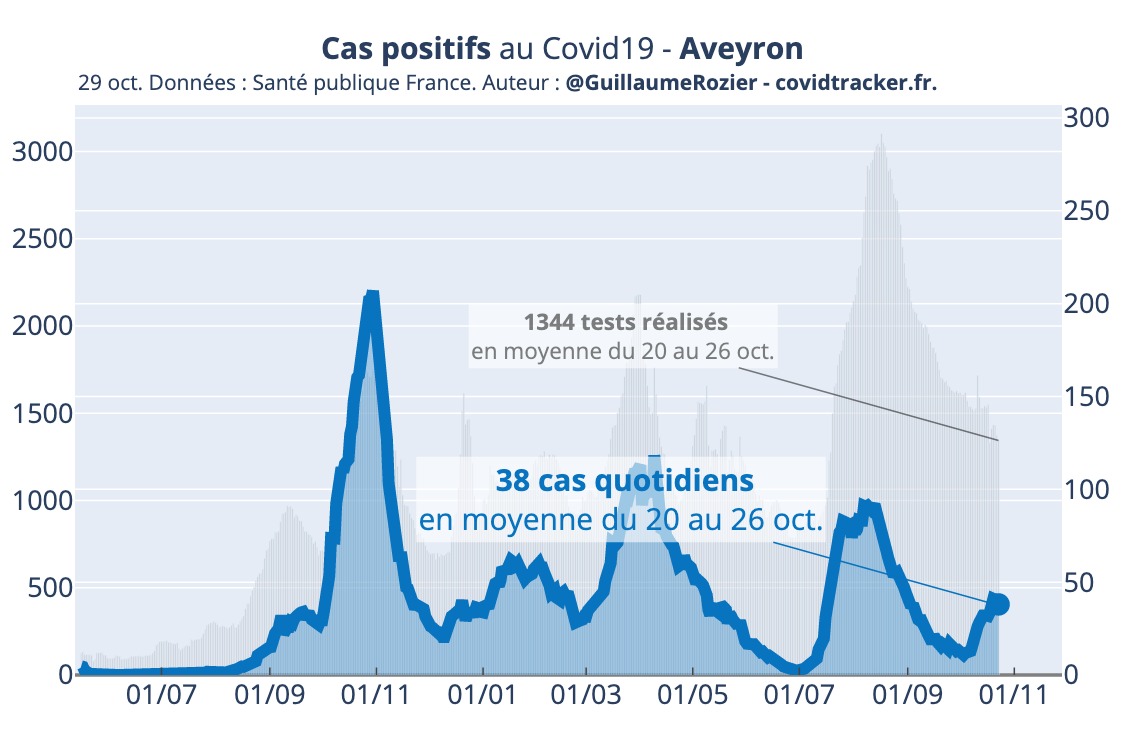 Cas positifs au Covid19 - Aveyron
29 oct. Données : Santé publique France. Auteur : @GuillaumeRozier - covidtracker.fr.
300
3000
250
2500
200
2000
1344 tests réalisés
en moyenne du 20 au 26 oct.
150
1500
38 cas quotidiens
100
1000
en moyenne du 20 au 26 oct.
50
500
0
0
01/07 01/09 01/11 01/01 01/03 01/05 01/07 01/09 01/11